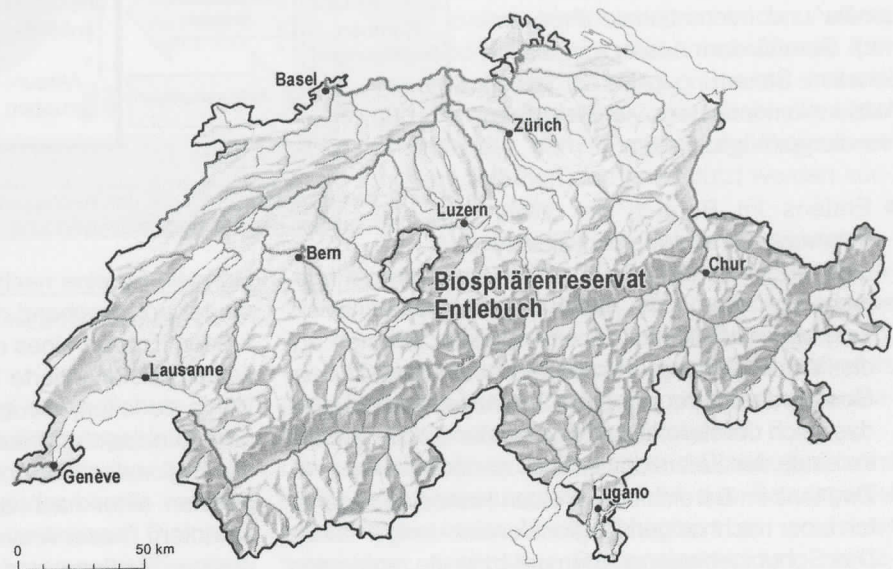 Basel
Zürich
Luzern
Bern
Biosphärenreservat
Entlebuch
Chur
Lausanne
Genève
Lugano
0
50 km